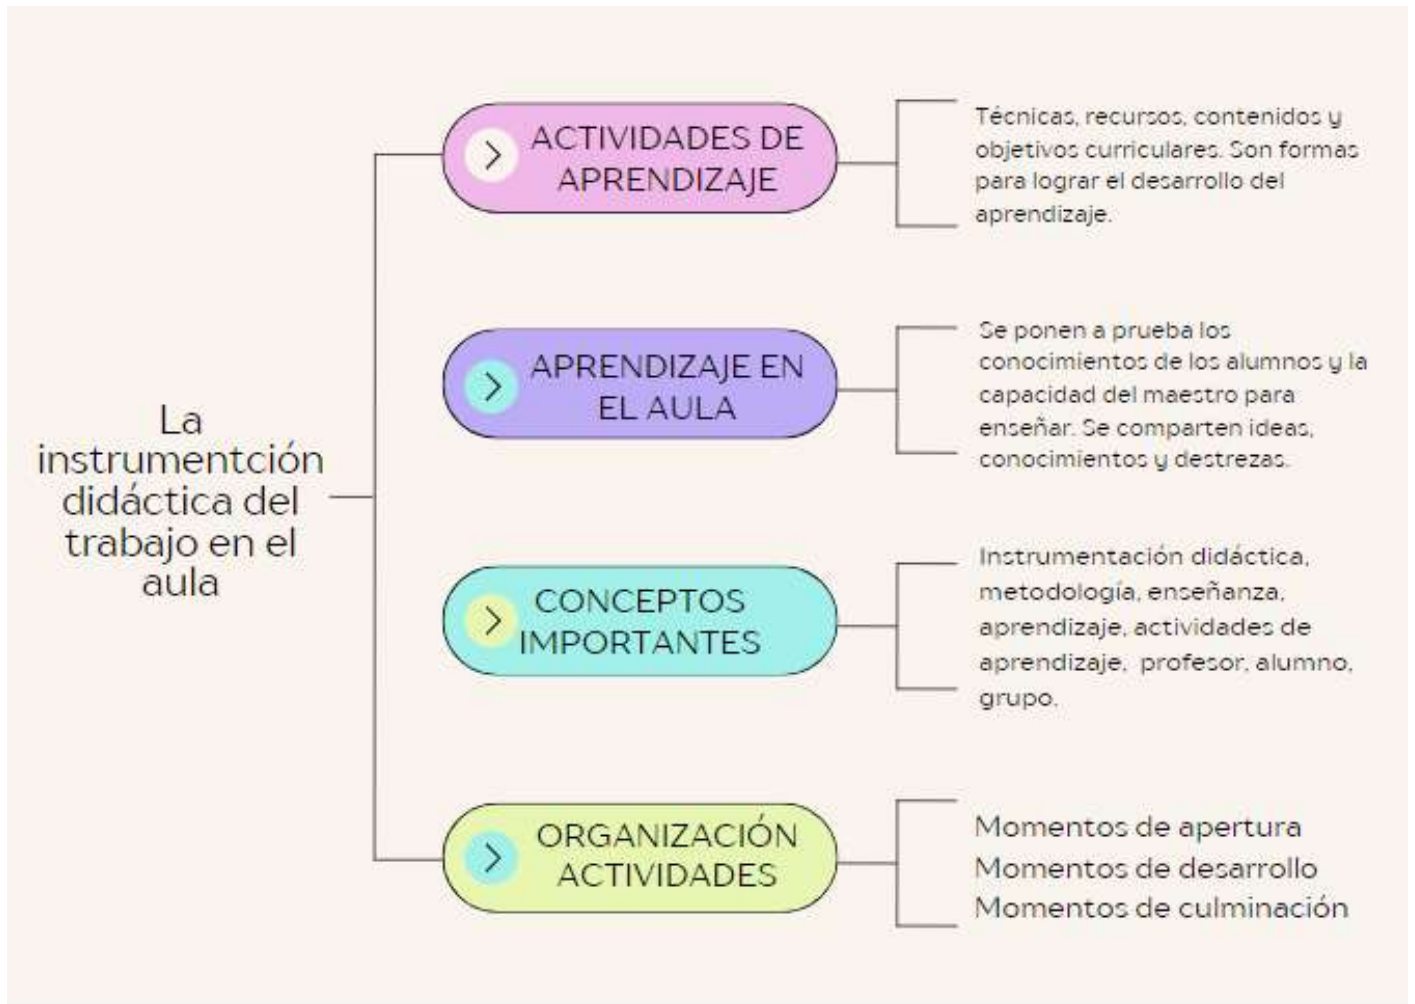 La
instrumentción
didáctica del
trabajo en el
aula
ACTIVIDADES DE
APRENDIZAJE
Técnicas, recursos, contenidos y
objetivos curriculares. Son formas
para lograr el desarrollo del
aprendizaje.
APRENDIZAJE EN
EL AULA
Se ponen a prueba los
conocimientos de los alumnos y la
capacidad del maestro para
enseñar. Se comparten ideas,
conocimientos y destrezas.
CONCEPTOS
IMPORTANTES
Instrumentación didáctica,
metodología, enseñanza,
aprendizaje, actividades de
aprendizaje, profesor, alumno,
grupo.
ORGANIZACIÓN
ACTIVIDADES
Momentos de apertura
Momentos de desarrollo
Momentos de culminación